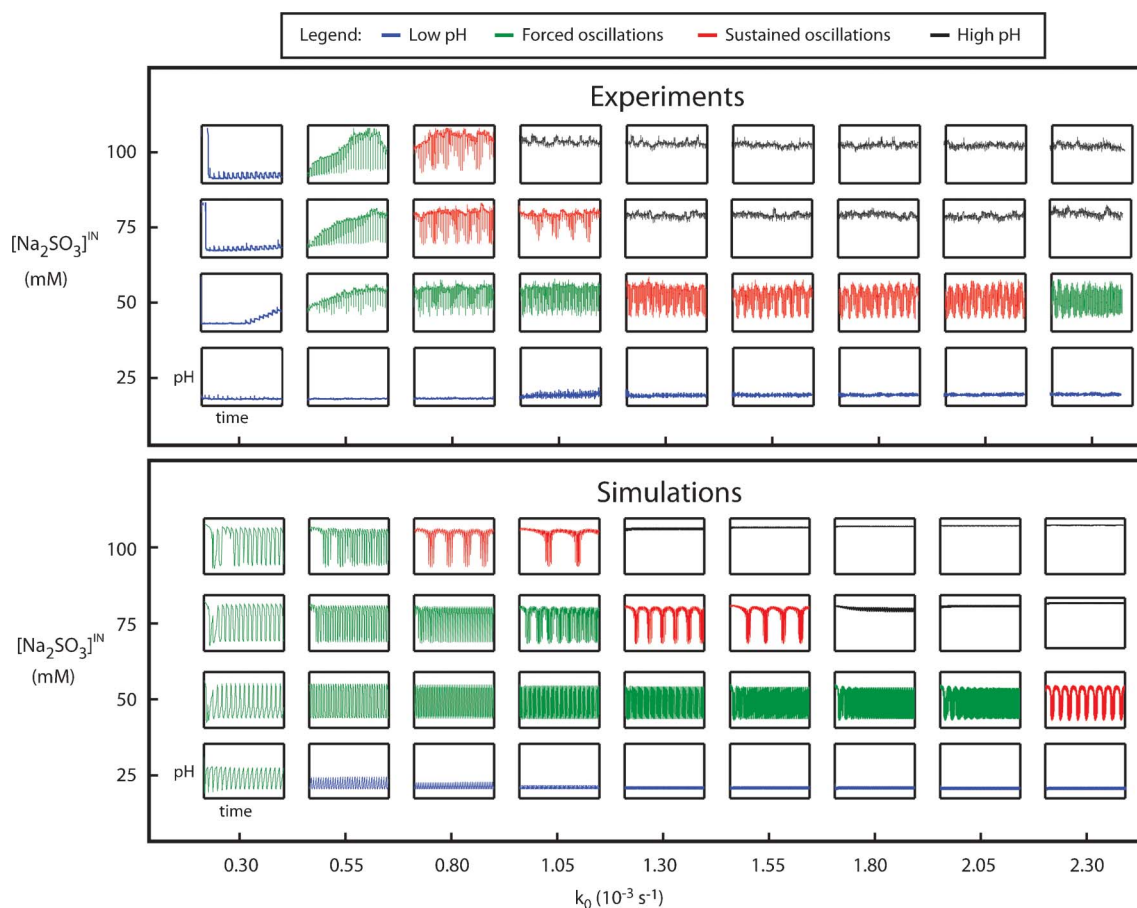 Legend: Low pH Forced oscillations Sustained oscillations High pH
Experiments
100
75
[Na₂SO₃]ᴵᴺ
(mM)
50
25
pH
time
Simulations
100
75
[Na₂SO₃]ᴵᴺ
(mM)
50
25
pH
time
0.30 0.55 0.80 1.05 1.30 1.55 1.80 2.05 2.30
k₀ (10⁻³ s⁻¹)